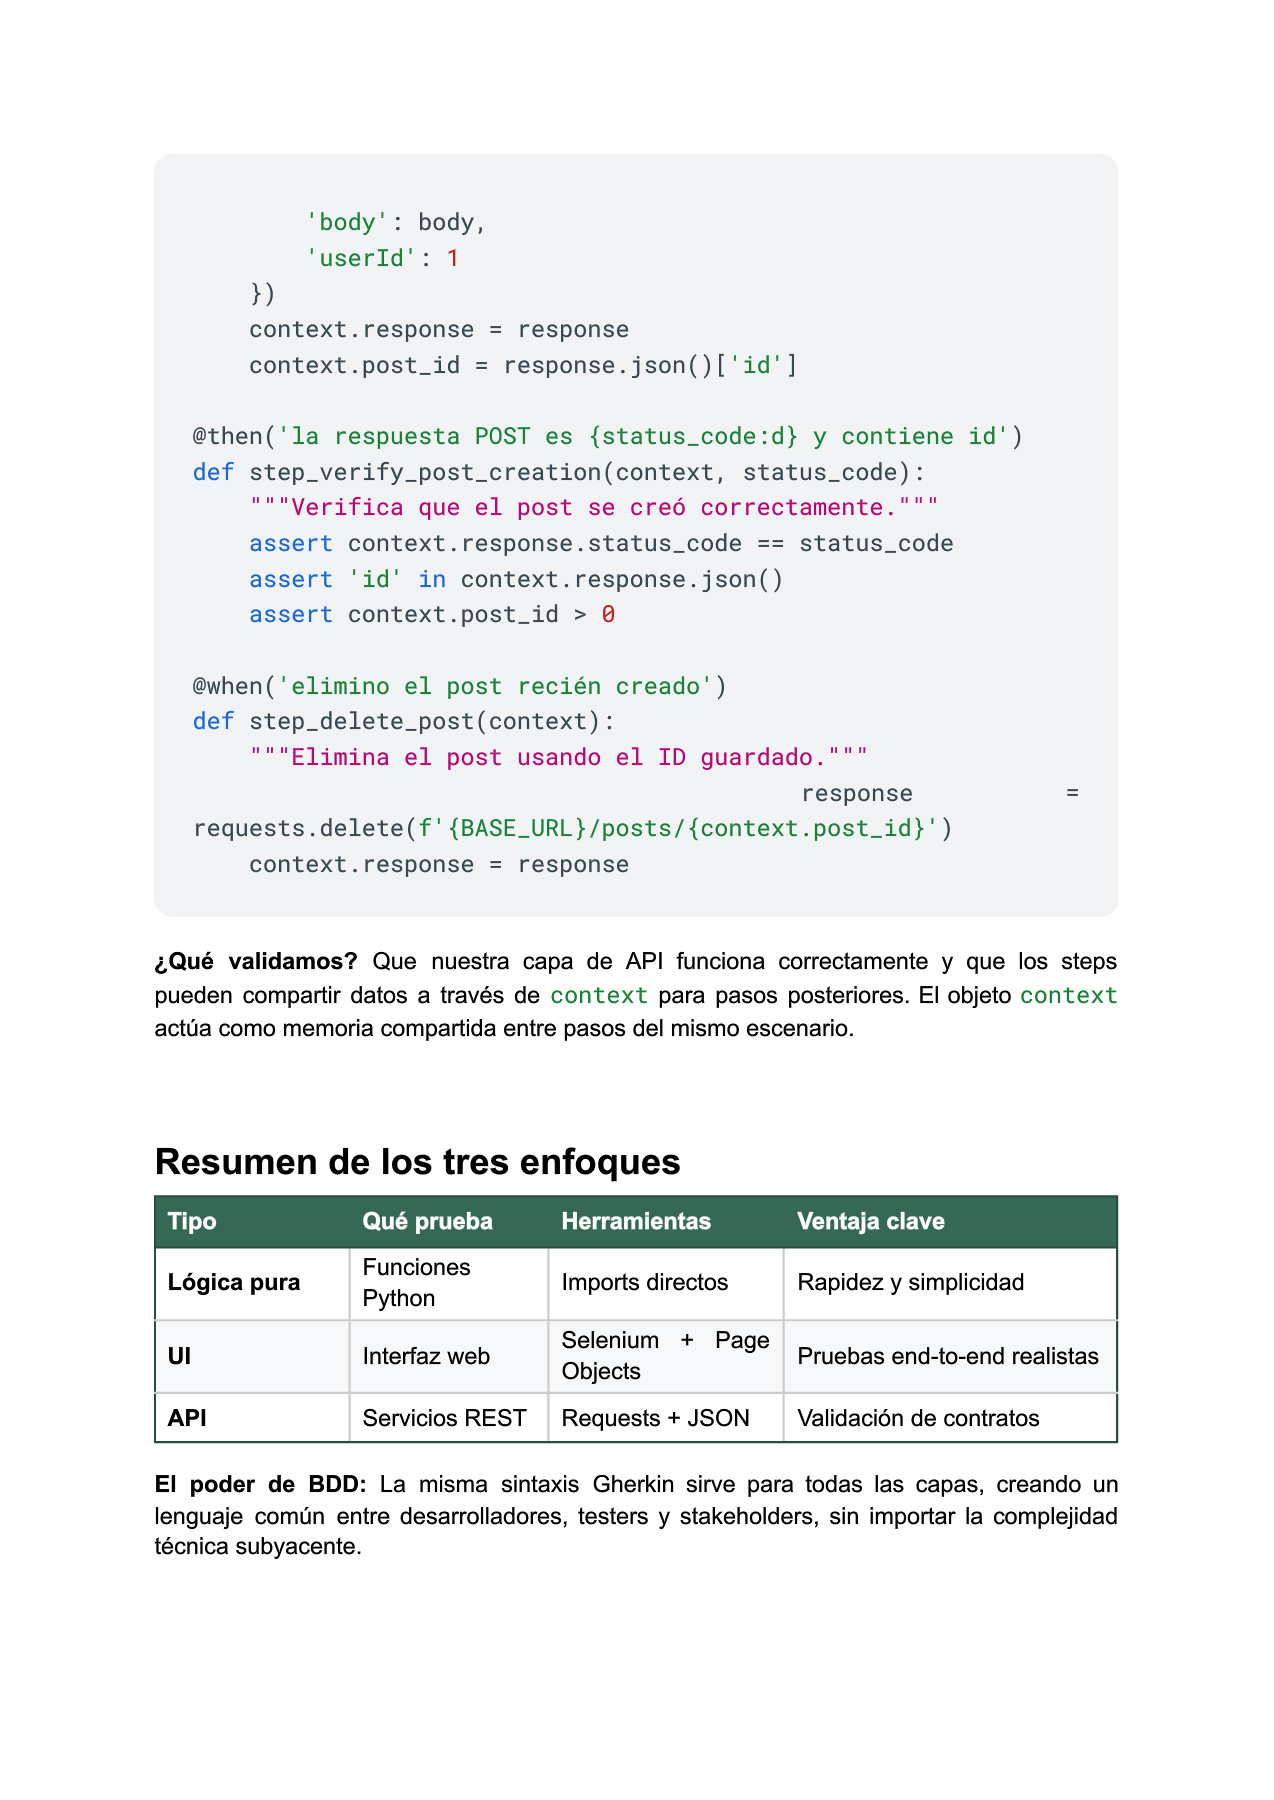 'body': body,
        'userId': 1
    })
    context.response = response
    context.post_id = response.json()['id']

@then('la respuesta POST es {status_code:d} y contiene id')
def step_verify_post_creation(context, status_code):
    """Verifica que el post se creó correctamente."""
    assert context.response.status_code == status_code
    assert 'id' in context.response.json()
    assert context.post_id > 0

@when('elimino el post recién creado')
def step_delete_post(context):
    """Elimina el post usando el ID guardado."""
    response =
requests.delete(f'{BASE_URL}/posts/{context.post_id}')
    context.response = response

¿Qué validamos? Que nuestra capa de API funciona correctamente y que los steps
pueden compartir datos a través de context para pasos posteriores. El objeto context
actúa como memoria compartida entre pasos del mismo escenario.

Resumen de los tres enfoques
Tipo Qué prueba Herramientas Ventaja clave
Lógica pura Funciones Python Imports directos Rapidez y simplicidad
UI Interfaz web Selenium + Page Objects Pruebas end-to-end realistas
API Servicios REST Requests + JSON Validación de contratos

El poder de BDD: La misma sintaxis Gherkin sirve para todas las capas, creando un
lenguaje común entre desarrolladores, testers y stakeholders, sin importar la complejidad
técnica subyacente.